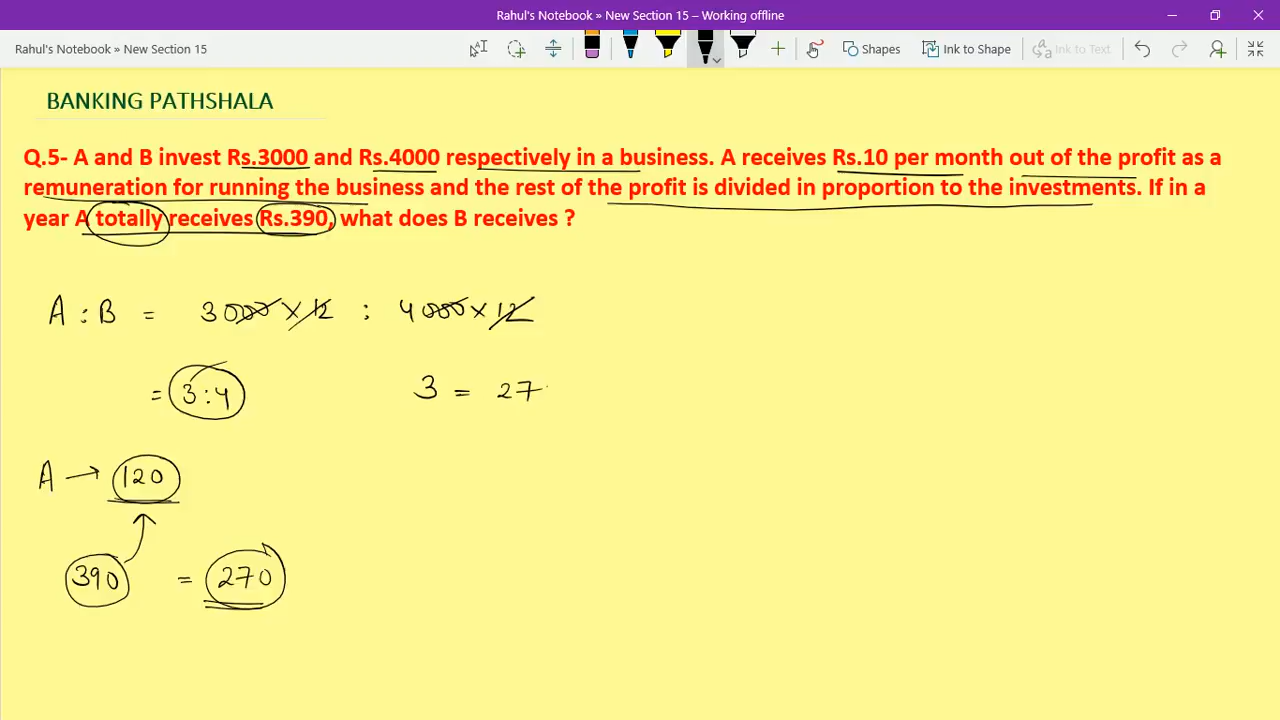 Rahul's Notebook » New Section 15 – Working offline
Rahul's Notebook » New Section 15
Shapes
Ink to Shape
Ink to Text
BANKING PATHSHALA
Q.5- A and B invest Rs.3000 and Rs.4000 respectively in a business. A receives Rs.10 per month out of the profit as a
remuneration for running the business and the rest of the profit is divided in proportion to the investments. If in a
year A totally receives Rs.390, what does B receives ?
A : B = 3000 × 12 : 4000 × 12
= 3:4
3 = 27
A → 120
390 = 270